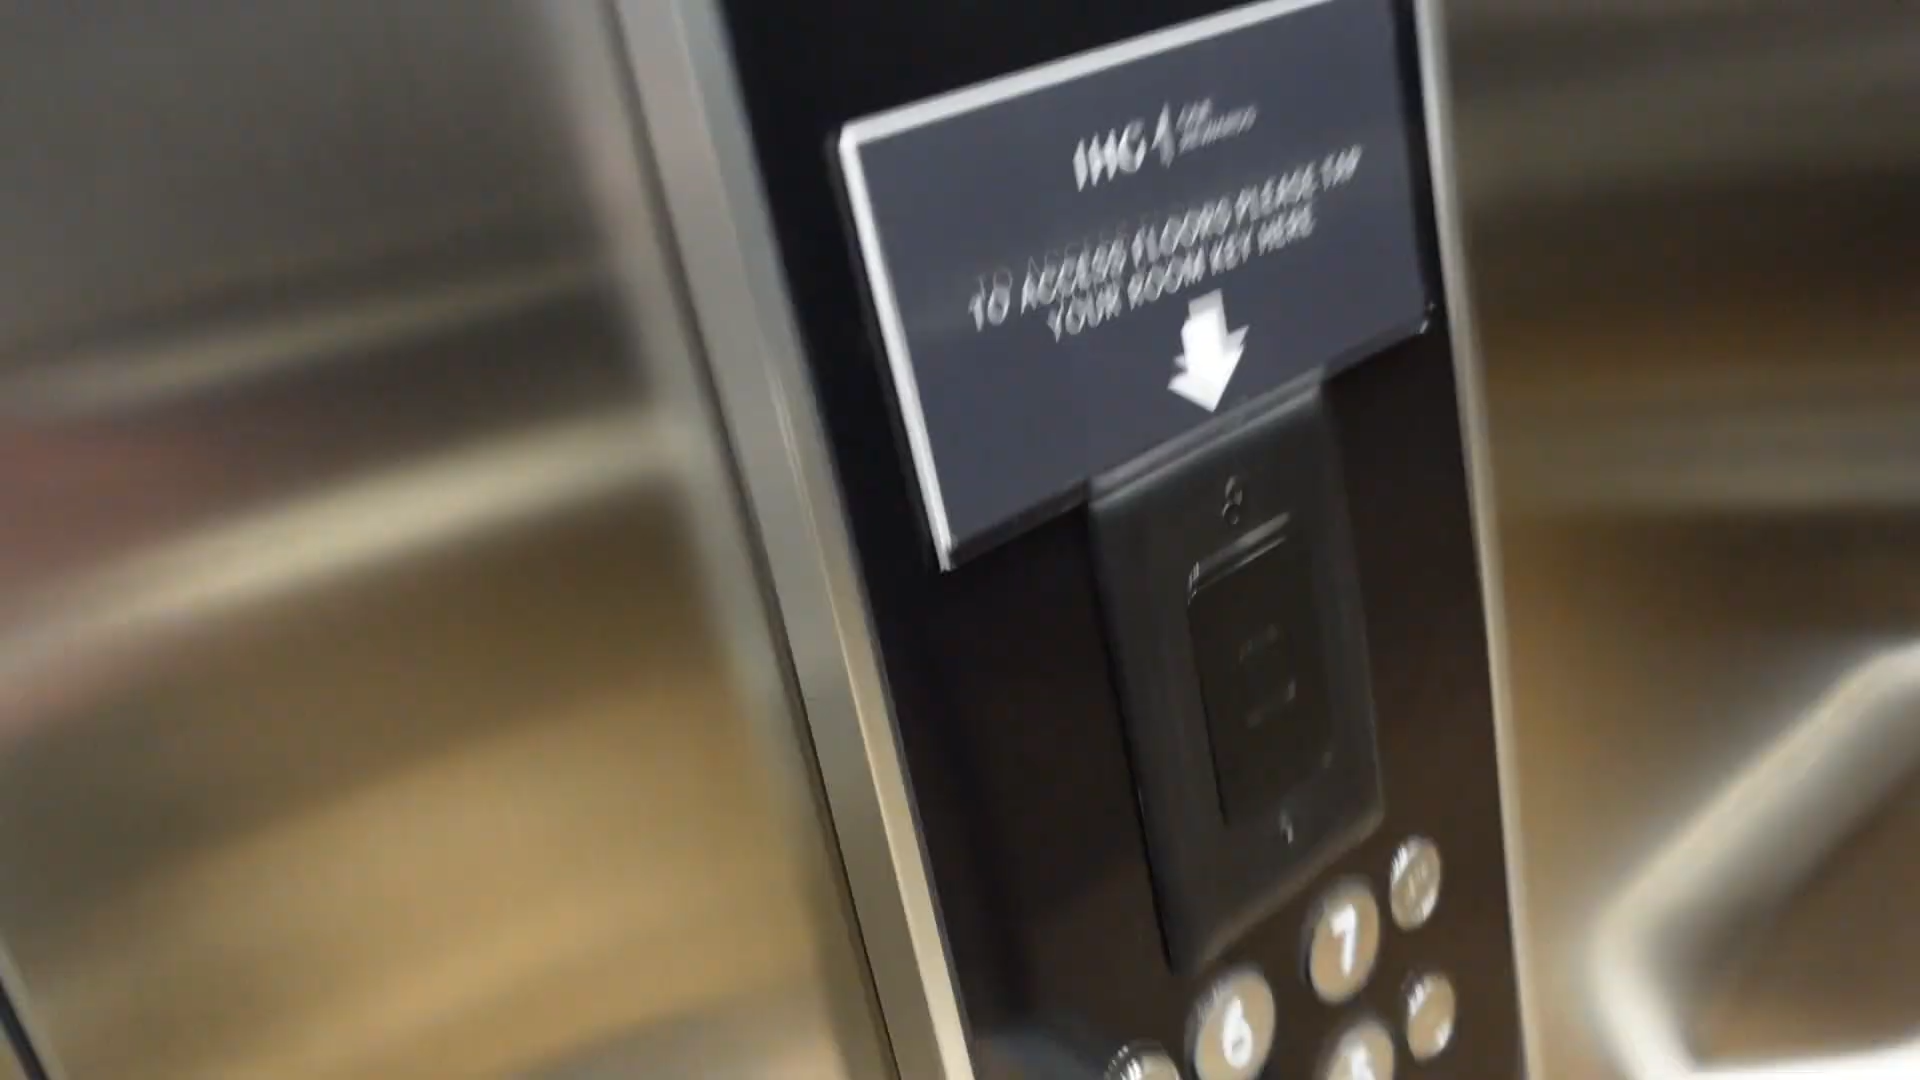 IHG
TO ACCESS FLOORS PLEASE TAP
YOUR ROOM KEY HERE
7
6